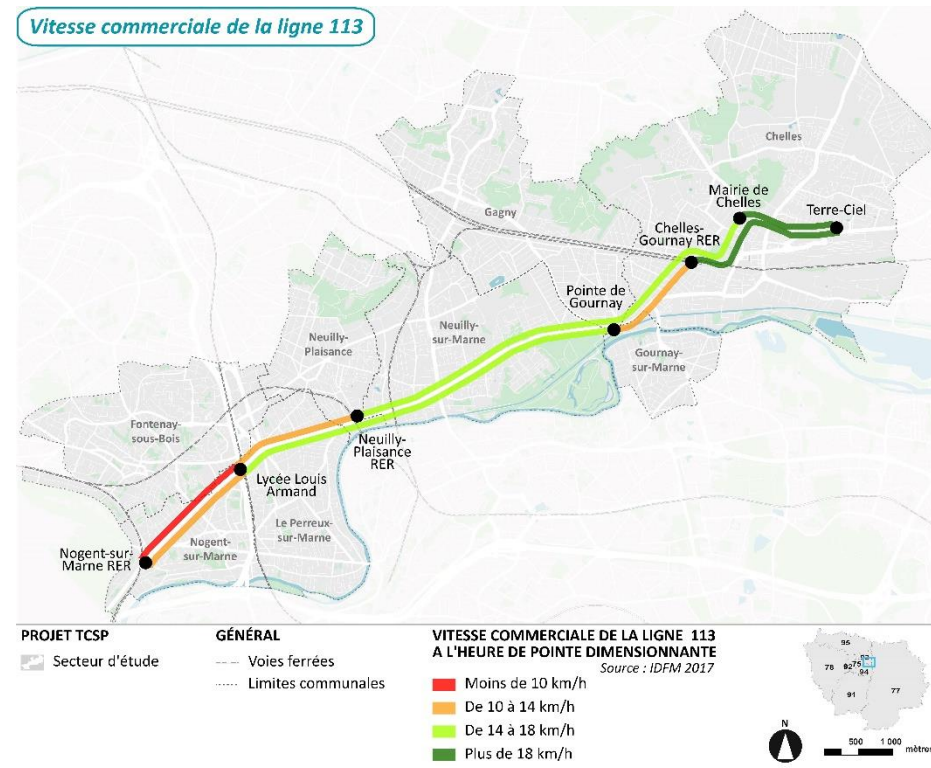 Vitesse commerciale de la ligne 113
Chelles
Mairie de
Chelles
Terre-Ciel
Gagny
Chelles-
Gournay RER
Pointe de
Gournay
Neuilly-
Plaisance
Neuilly-
sur-Marne
Gournay-
sur-Marne
Fontenay-
sous-Bois
Neuilly-
Plaisance
RER
Lycée Louis
Armand
Le Perreux-
sur-Marne
Nogent-sur-
Marne RER
Nogent-
sur-Marne
PROJET TCSP
Secteur d'étude
GÉNÉRAL
Voies ferrées
Limites communales
VITESSE COMMERCIALE DE LA LIGNE 113
A L'HEURE DE POINTE DIMENSIONNANTE
Source : IDFM 2017
Moins de 10 km/h
De 10 à 14 km/h
De 14 à 18 km/h
Plus de 18 km/h
95
93
78
92
75
94
91
77
N
500
1 000
mètres